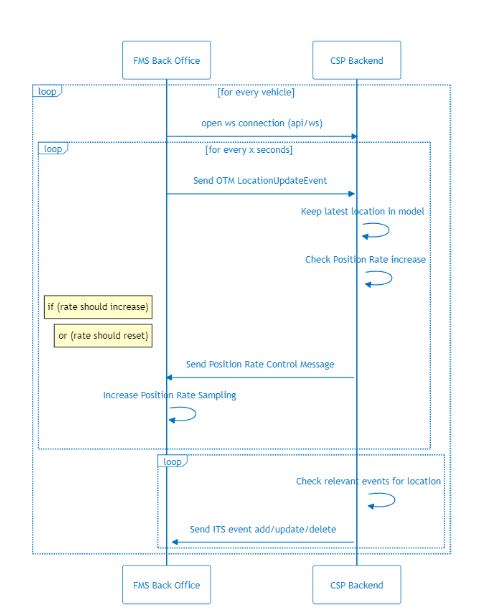 FMS Back Office
CSP Backend
loop
[for every vehicle]
open ws connection (api/ws)
loop
[for every x seconds]
Send OTM LocationUpdateEvent
Keep latest location in model
Check Position Rate increase
if (rate should increase)
or (rate should reset)
Send Position Rate Control Message
Increase Position Rate Sampling
loop
Check relevant events for location
Send ITS event add/update/delete
FMS Back Office
CSP Backend